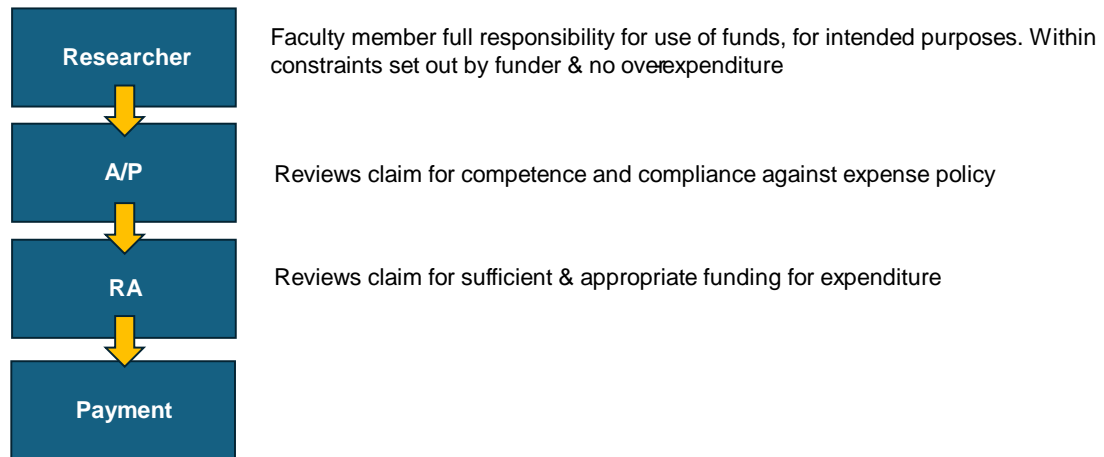 Researcher
Faculty member full responsibility for use of funds, for intended purposes. Within
constraints set out by funder & no overexpenditure
A/P
Reviews claim for competence and compliance against expense policy
RA
Reviews claim for sufficient & appropriate funding for expenditure
Payment